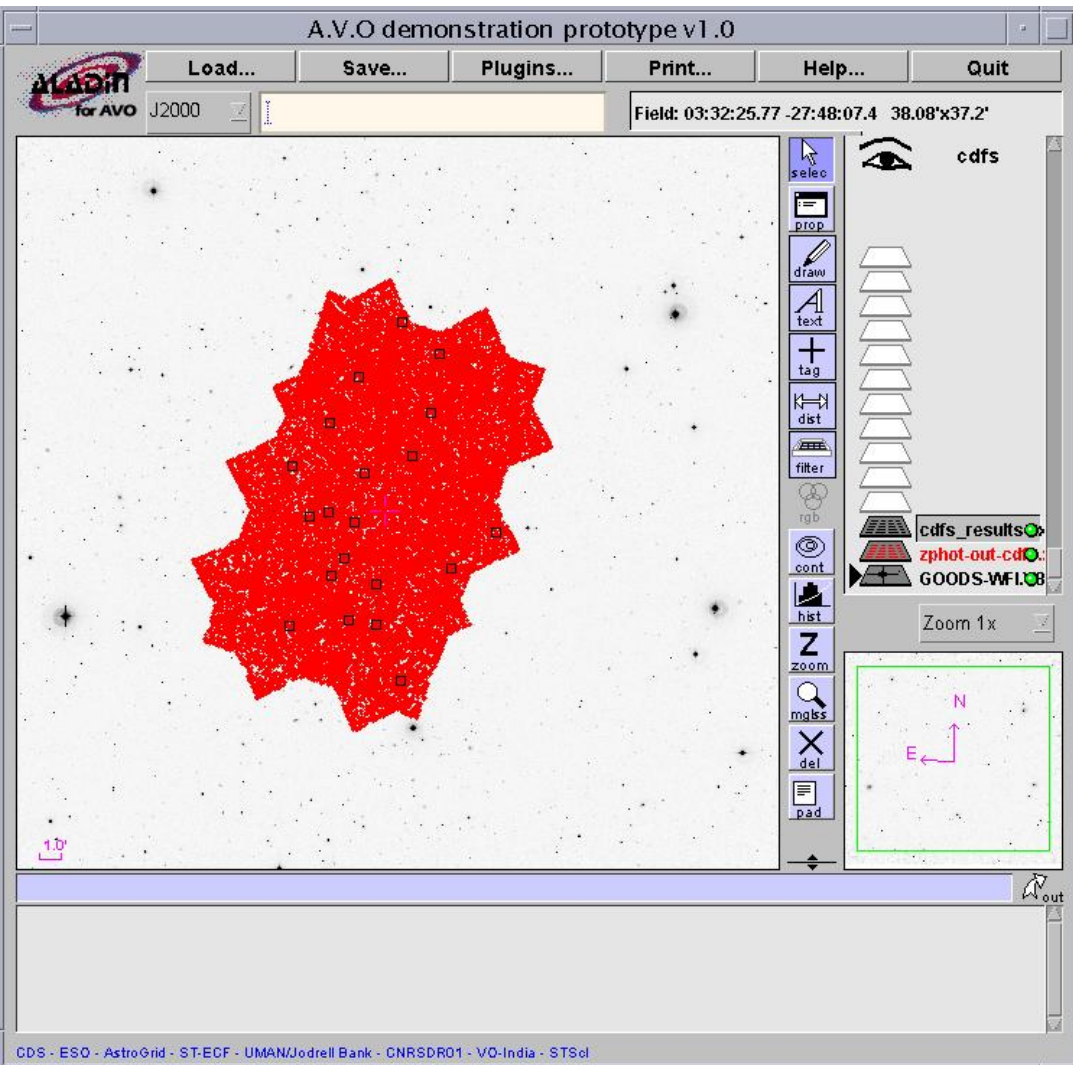 A.V.O demonstration prototype v1.0
ALADIN
for AVO
Load... Save... Plugins... Print... Help... Quit
J2000
Field: 03:32:25.77 -27:48:07.4 38.08'x37.2'
selec
prop
draw
text
tag
dist
filter
rgb
cont
hist
zoom
mglss
del
pad
cdfs
cdfs_results
zphot-out-cdf
GOODS-WFI.
Zoom 1x
N
E
1.0'
out
CDS - ESO - AstroGrid - ST-ECF - UMAN/Jodrell Bank - CNRSDR01 - VO-India - STScI